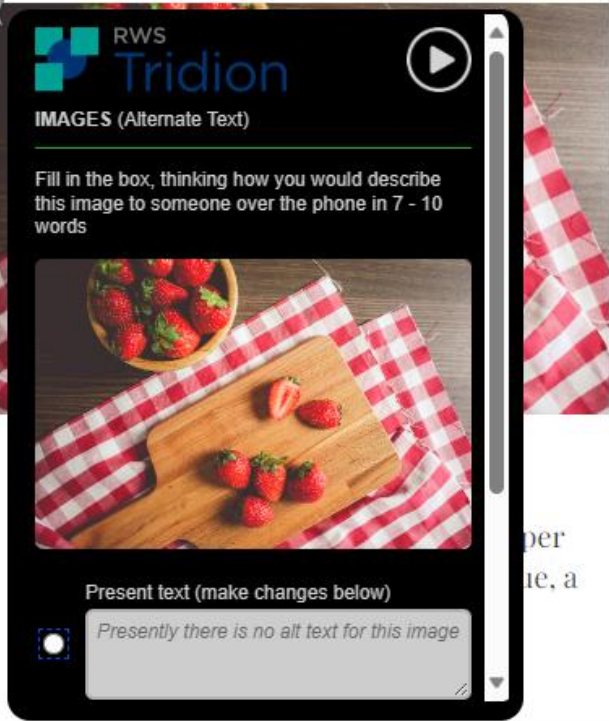 RWS
Tridion
IMAGES (Alternate Text)
Fill in the box, thinking how you would describe
this image to someone over the phone in 7 - 10
words
Present text (make changes below)
Presently there is no alt text for this image
per
ue, a